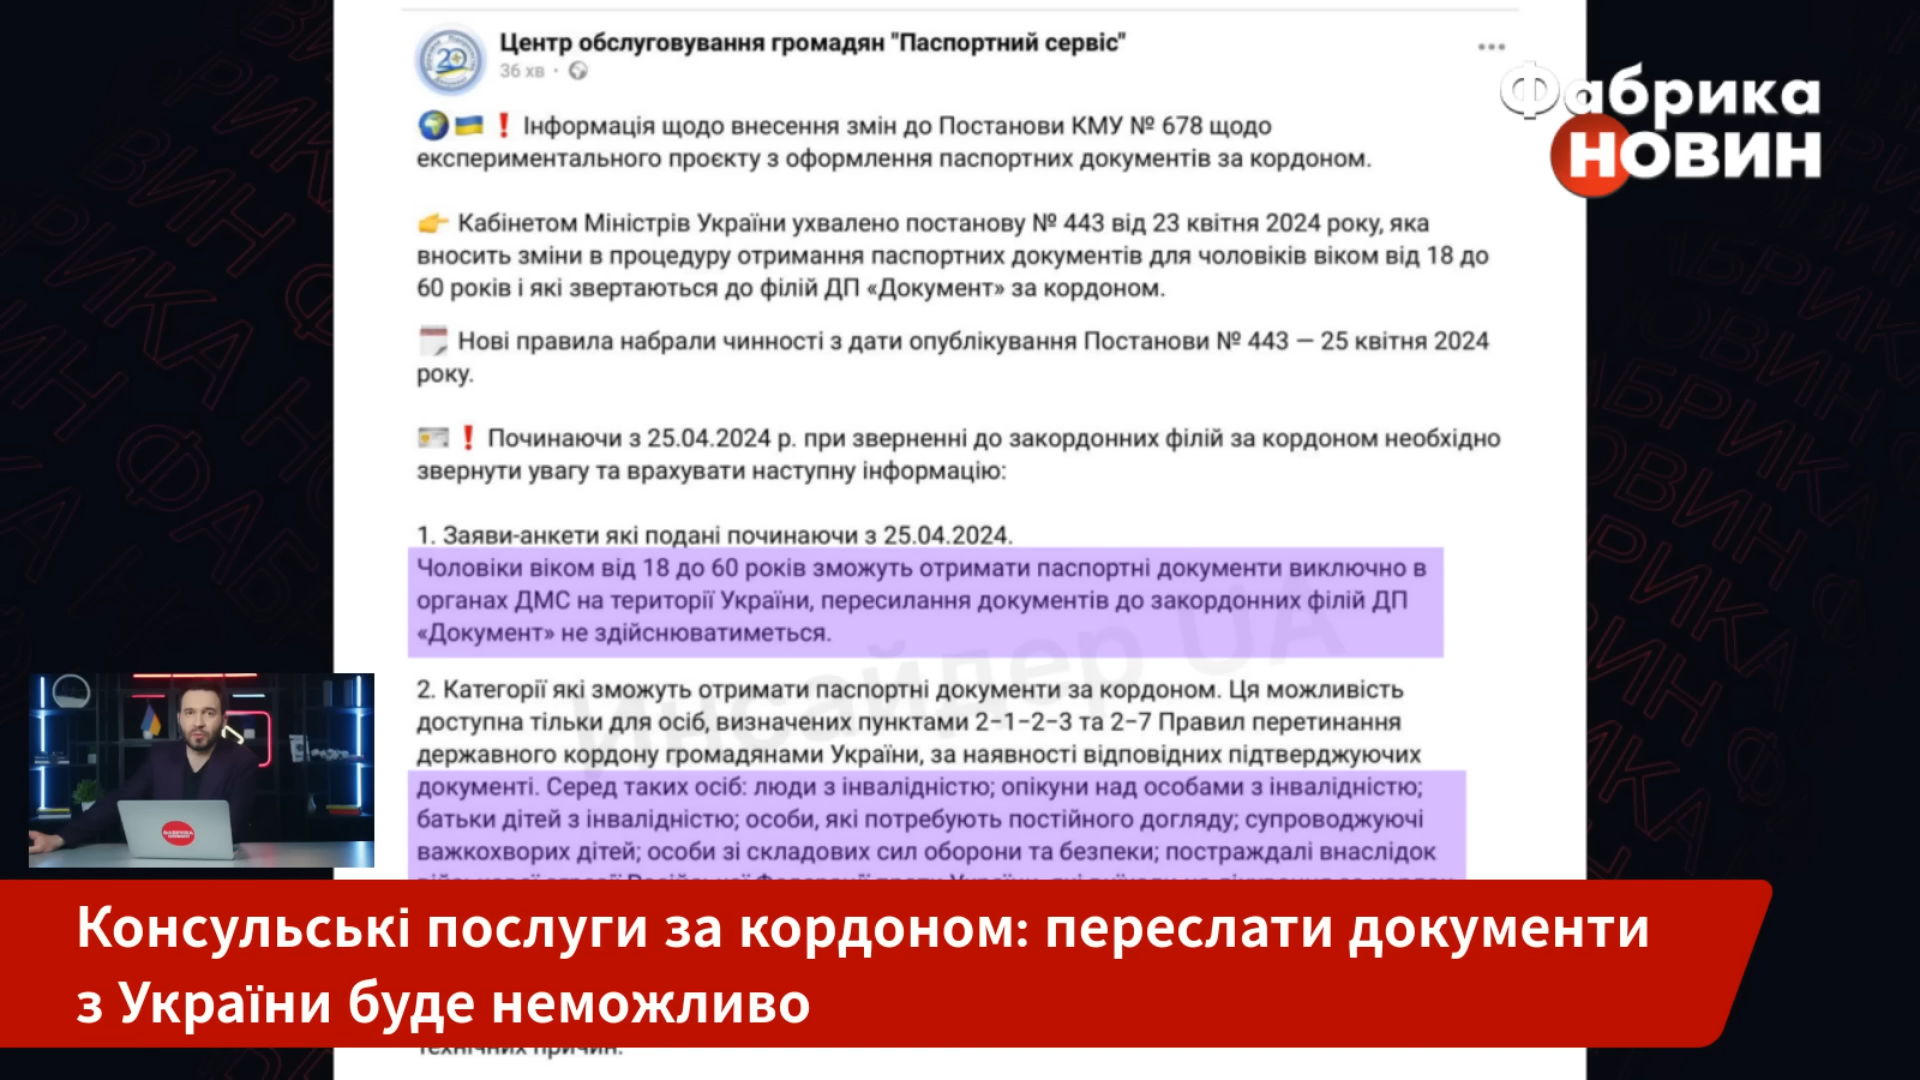 Центр обслуговування громадян "Паспортний сервіс"
36 хв ·
Фабрика
НОВИН
Інформація щодо внесення змін до Постанови КМУ № 678 щодо
експериментального проєкту з оформлення паспортних документів за кордоном.
Кабінетом Міністрів України ухвалено постанову № 443 від 23 квітня 2024 року, яка
вносить зміни в процедуру отримання паспортних документів для чоловіків віком від 18 до
60 років і які звертаються до філій ДП «Документ» за кордоном.
Нові правила набрали чинності з дати опублікування Постанови № 443 — 25 квітня 2024
року.
Починаючи з 25.04.2024 р. при зверненні до закордонних філій за кордоном необхідно
звернути увагу та врахувати наступну інформацію:
1. Заяви-анкети які подані починаючи з 25.04.2024.
Чоловіки віком від 18 до 60 років зможуть отримати паспортні документи виключно в
органах ДМС на території України, пересилання документів до закордонних філій ДП
«Документ» не здійснюватиметься.
Инсайдер UA
2. Категорії які зможуть отримати паспортні документи за кордоном. Ця можливість
доступна тільки для осіб, визначених пунктами 2–1–2–3 та 2–7 Правил перетинання
державного кордону громадянами України, за наявності відповідних підтверджуючих
документі. Серед таких осіб: люди з інвалідністю; опікуни над особами з інвалідністю;
батьки дітей з інвалідністю; особи, які потребують постійного догляду; супроводжуючі
важкохворих дітей; особи зі складових сил оборони та безпеки; постраждалі внаслідок
Консульські послуги за кордоном: переслати документи
з України буде неможливо
технічних причин.